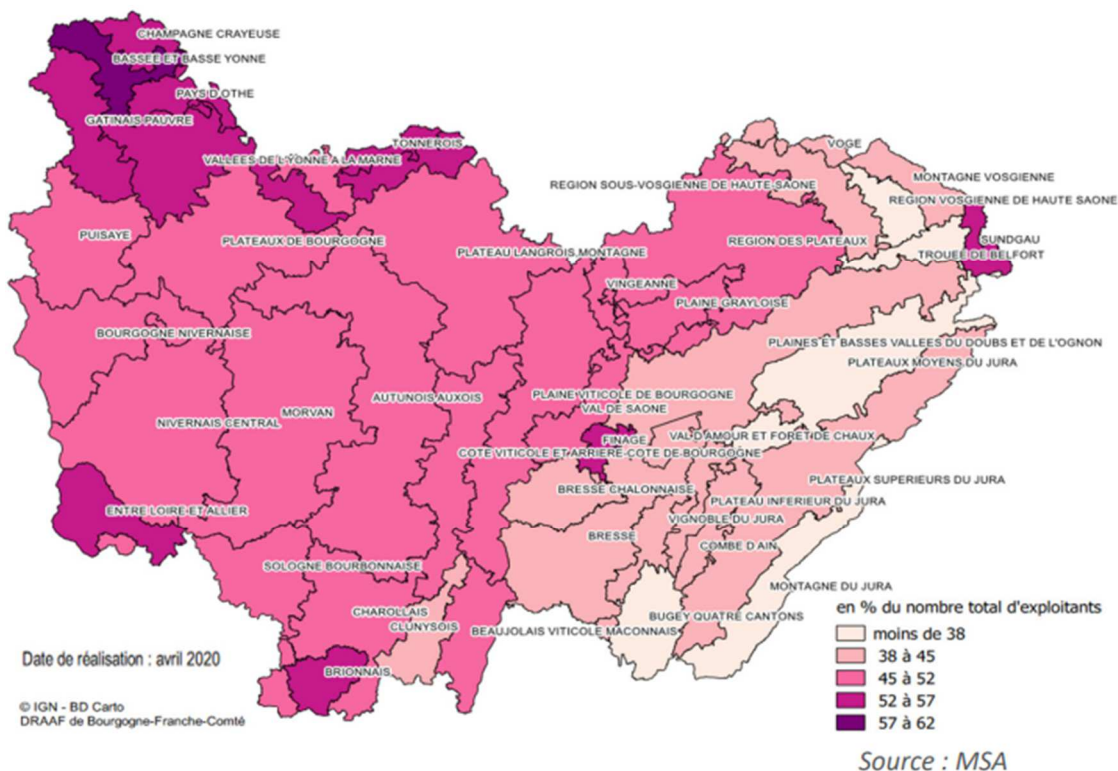 CHAMPAGNE CRAYEUSE
BASSEE ET BASSE YONNE
PAYS D'OTHE
GATINAIS PAUVRE
TONNEROIS
VALLEES DE L'YONNE A LA MARNE
VOGE
MONTAGNE VOSGIENNE
REGION SOUS-VOSGIENNE DE HAUTE-SAONE
REGION VOSGIENNE DE HAUTE SAONE
PUISAYE
PLATEAUX DE BOURGOGNE
REGION DES PLATEAUX
SUNDGAU
PLATEAU LANGROIS MONTAGNE
TROUEE DE BELFORT
VINGEANNE
PLAINE GRAYLOISE
BOURGOGNE NIVERNAISE
PLAINES ET BASSES VALLEES DU DOUBS ET DE L'OGNON
PLATEAUX MOYENS DU JURA
AUTUNOIS AUXOIS
PLAINE VITICOLE DE BOURGOGNE
VAL DE SAONE
MORVAN
NIVERNAIS CENTRAL
FINAGE
VAL D'AMOUR ET FORET DE CHAUX
COTE VITICOLE ET ARRIERE-COTE DE BOURGOGNE
PLATEAUX SUPERIEURS DU JURA
BRESSE CHALONNAISE
PLATEAU INFERIEUR DU JURA
ENTRE LOIRE ET ALLIER
VIGNOBLE DU JURA
BRESSE
COMBE D'AIN
SOLOGNE BOURBONNAISE
MONTAGNE DU JURA
CHAROLLAIS
BUGEY QUATRE CANTONS
CLUNYSOIS
BEAUJOLAIS VITICOLE MACONNAIS
BRIONNAIS
en % du nombre total d'exploitants
moins de 38
38 à 45
45 à 52
52 à 57
57 à 62
Date de réalisation : avril 2020
© IGN - BD Carto
DRAAF de Bourgogne-Franche-Comté
Source : MSA